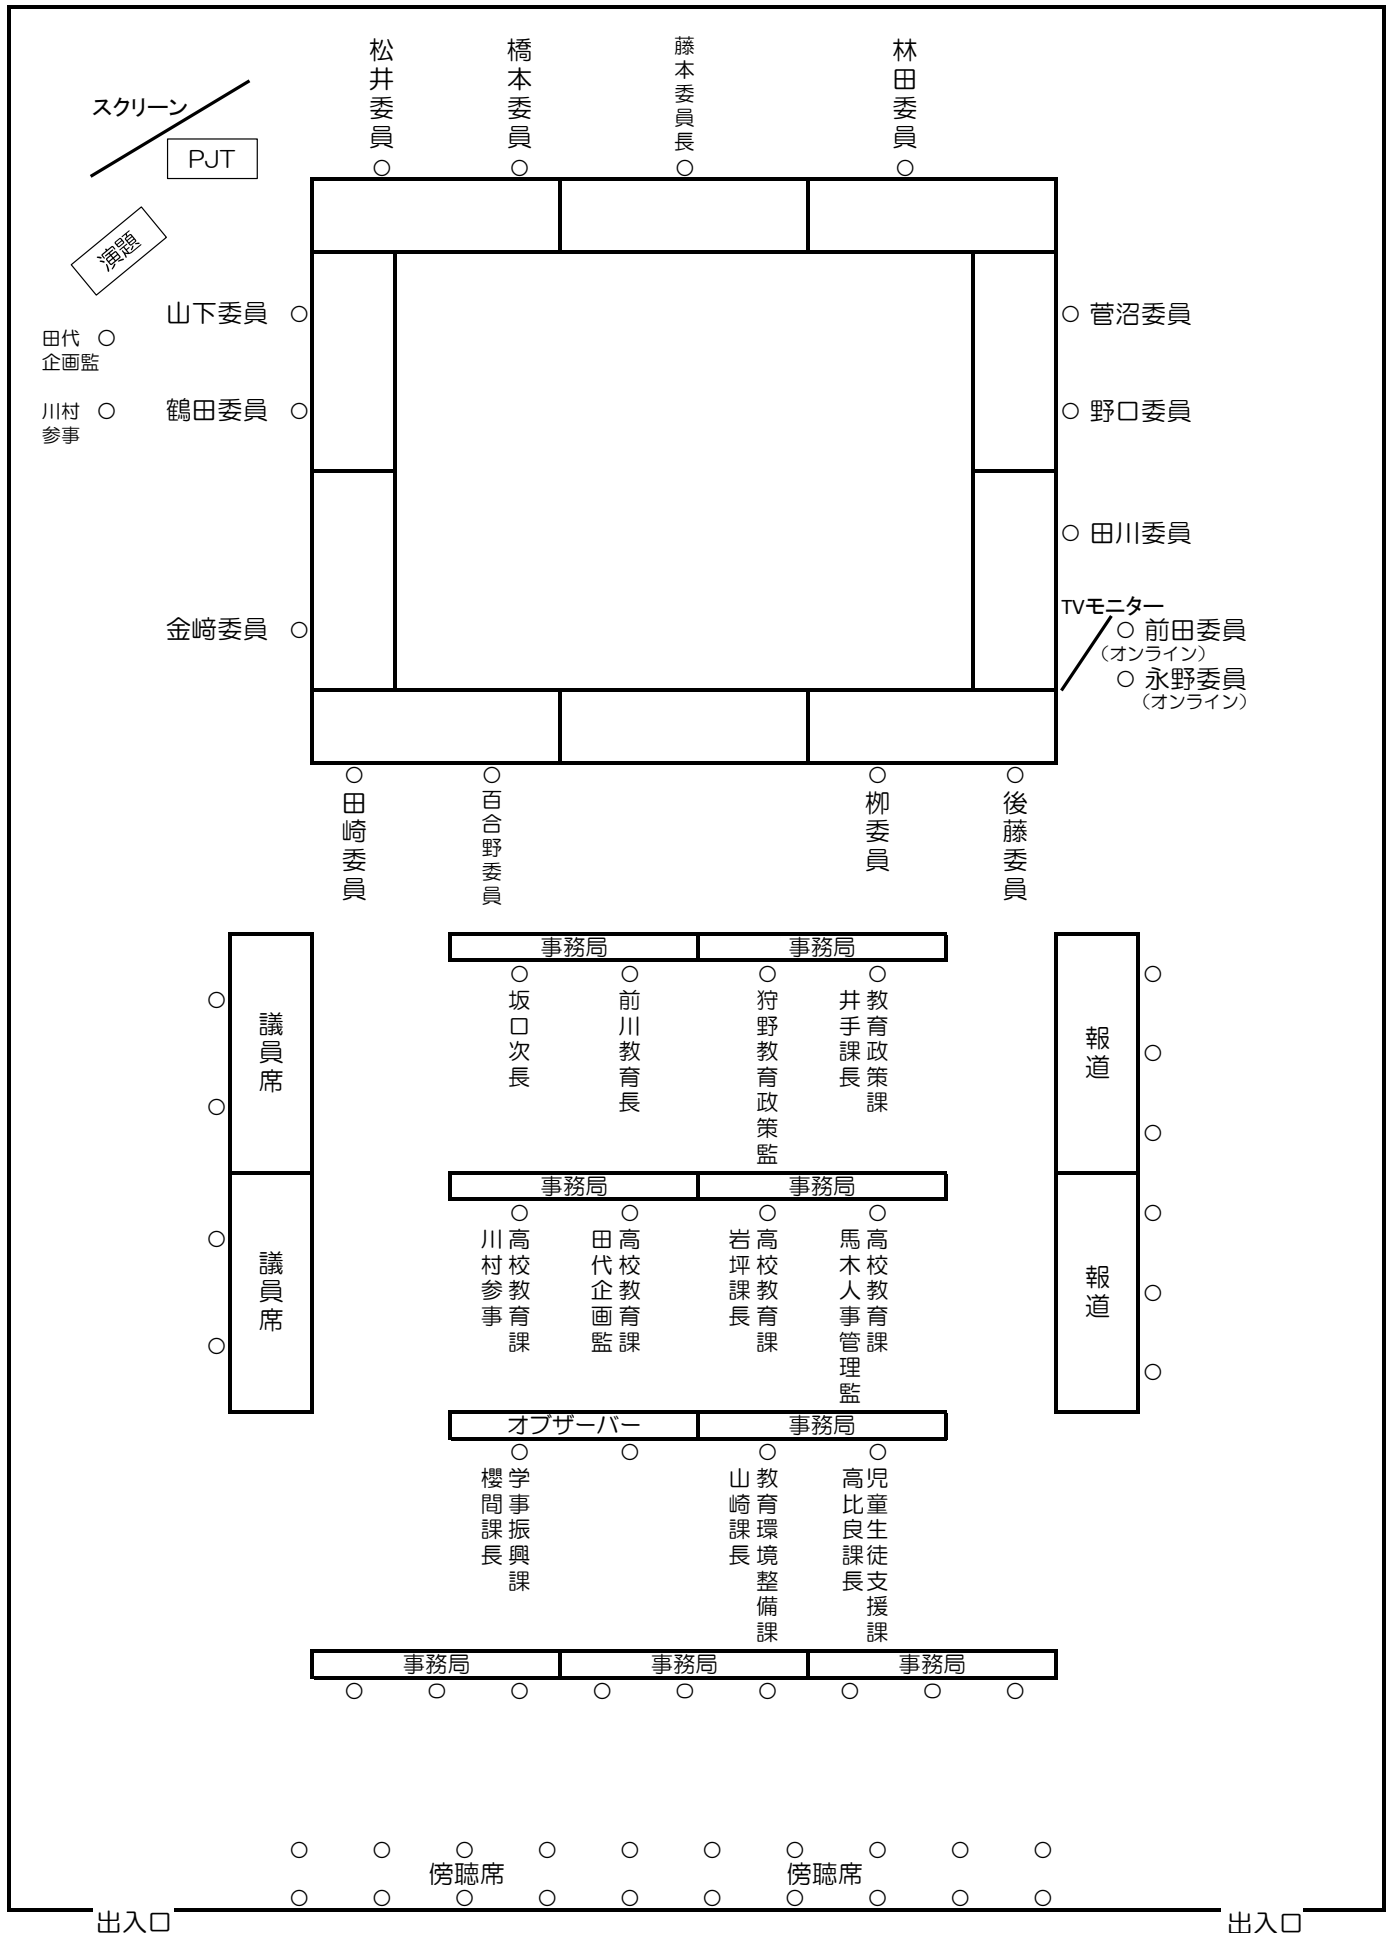 松井委員
橋本委員
藤本委員長
林田委員
スクリーン
PJT
演題
山下委員
菅沼委員
田代
企画監
川村
参事
鶴田委員
野口委員
田川委員
TVモニター
金﨑委員
前田委員
（オンライン）
永野委員
（オンライン）
田崎委員
百合野委員
栁委員
後藤委員
事務局
事務局
坂口次長
前川教育長
狩野教育政策監
教育政策課
井手課長
議員席
報道
事務局
事務局
高校教育課
川村参事
高校教育課
田代企画監
高校教育課
岩坪課長
高校教育課
馬木人事管理監
議員席
報道
オブザーバー
事務局
学事振興課
櫻間課長
教育環境整備課
山崎課長
児童生徒支援課
高比良課長
事務局
事務局
事務局
傍聴席
傍聴席
出入口
出入口